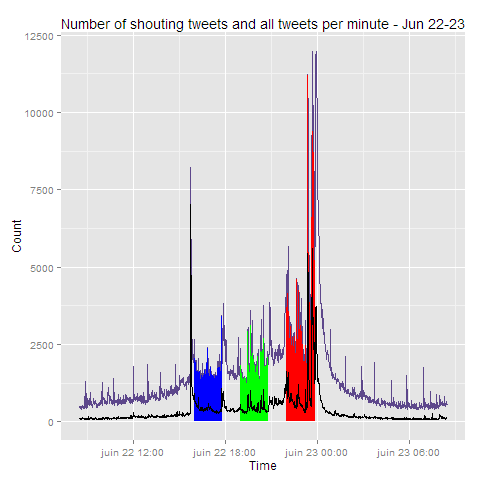 Number of shouting tweets and all tweets per minute - Jun 22-23
12500
10000
7500
5000
2500
0
Count
juin 22 12:00 juin 22 18:00 juin 23 00:00 juin 23 06:00
Time